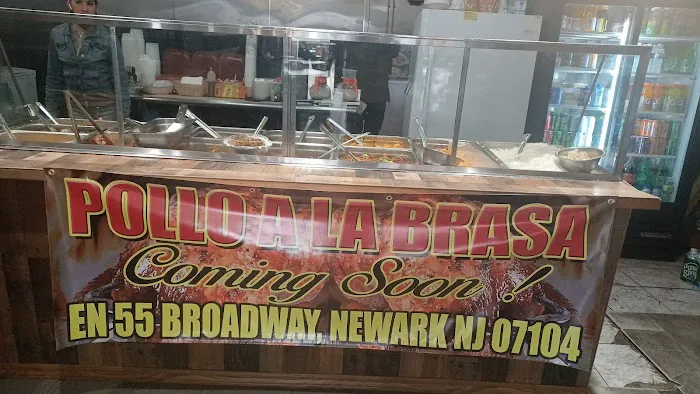 POLLO A LA BRASA
Coming Soon !
EN 55 BROADWAY, NEWARK NJ 07104